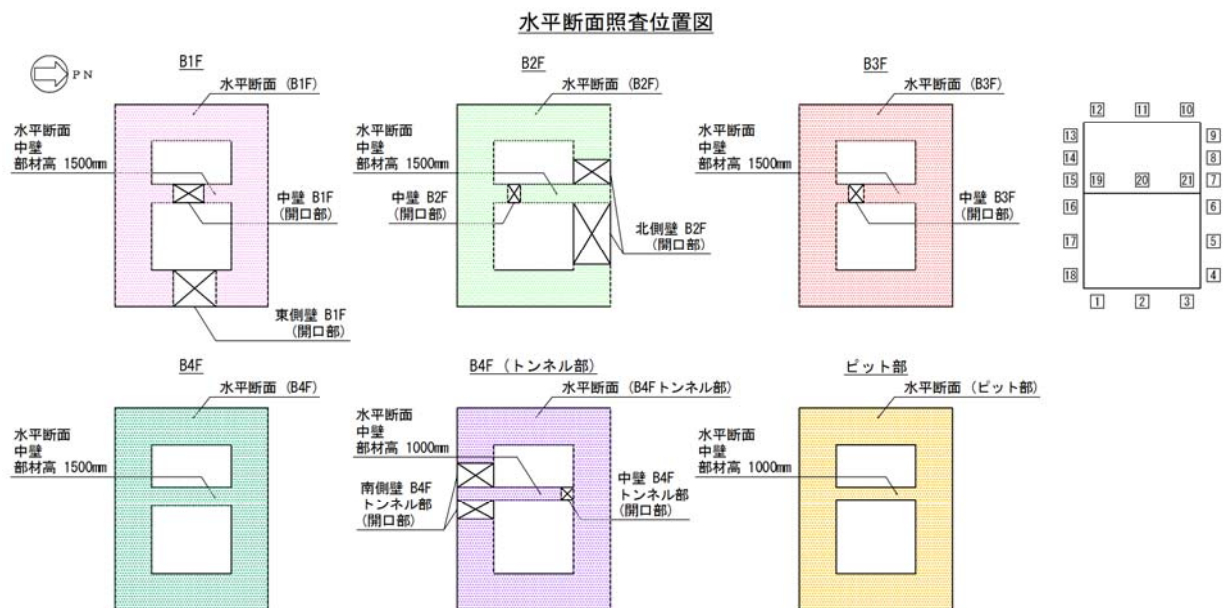 水平断面照査位置図
PN
B1F
水平断面 (B1F)
水平断面
中壁
部材高 1500mm
中壁 B1F
(開口部)
東側壁 B1F
(開口部)
B2F
水平断面 (B2F)
水平断面
中壁
部材高 1500mm
中壁 B2F
(開口部)
北側壁 B2F
(開口部)
B3F
水平断面 (B3F)
水平断面
中壁
部材高 1500mm
中壁 B3F
(開口部)
12 11 10
13 9
14 8
15 19 20 21 7
16 6
17 5
18 4
1 2 3
B4F
水平断面 (B4F)
水平断面
中壁
部材高 1500mm
B4F (トンネル部)
水平断面 (B4Fトンネル部)
水平断面
中壁
部材高 1000mm
南側壁 B4F
トンネル部
(開口部)
中壁 B4F
トンネル部
(開口部)
ピット部
水平断面 (ピット部)
水平断面
中壁
部材高 1000mm